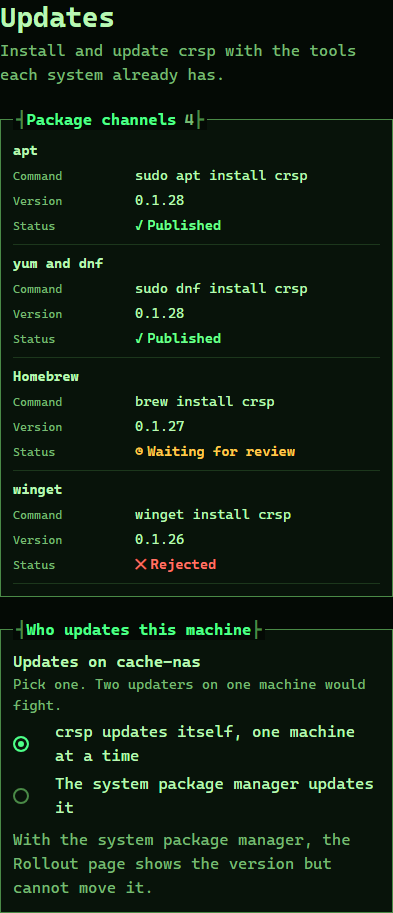 Updates
Install and update crsp with the tools
each system already has.
Package channels 4
apt
Command sudo apt install crsp
Version 0.1.28
Status ✓ Published
yum and dnf
Command sudo dnf install crsp
Version 0.1.28
Status ✓ Published
Homebrew
Command brew install crsp
Version 0.1.27
Status Waiting for review
winget
Command winget install crsp
Version 0.1.26
Status ✕ Rejected
Who updates this machine
Updates on cache-nas
Pick one. Two updaters on one machine would
fight.
crsp updates itself, one machine
at a time
The system package manager updates
it
With the system package manager, the
Rollout page shows the version but
cannot move it.